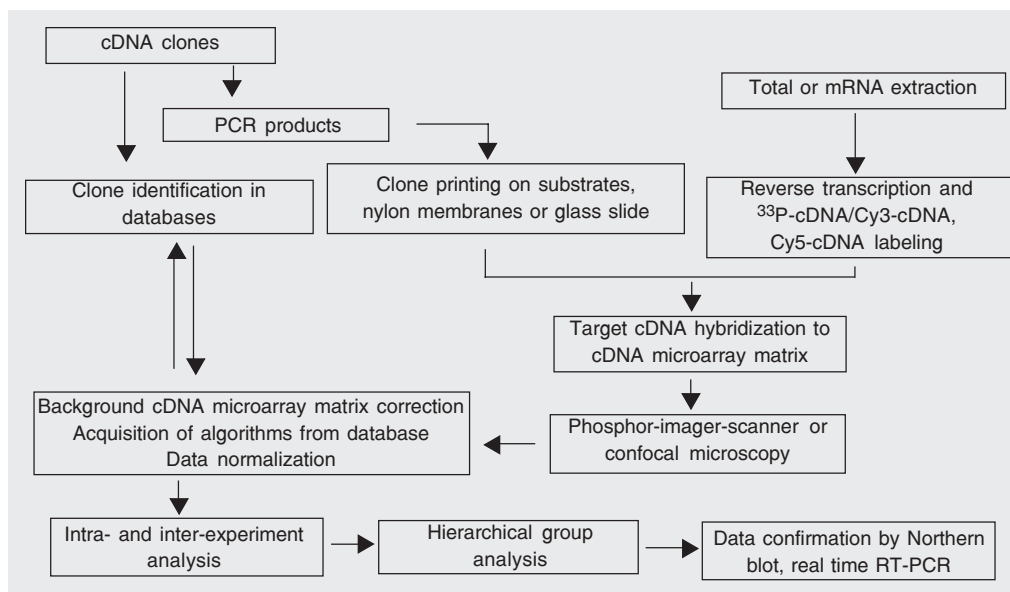 cDNA clones
PCR products
Total or mRNA extraction
Clone identification in
databases
Clone printing on substrates,
nylon membranes or glass slide
Reverse transcription and
³³P-cDNA/Cy3-cDNA,
Cy5-cDNA labeling
Target cDNA hybridization to
cDNA microarray matrix
Background cDNA microarray matrix correction
Acquisition of algorithms from database
Data normalization
Phosphor-imager-scanner or
confocal microscopy
Intra- and inter-experiment
analysis
Hierarchical group
analysis
Data confirmation by Northern
blot, real time RT-PCR